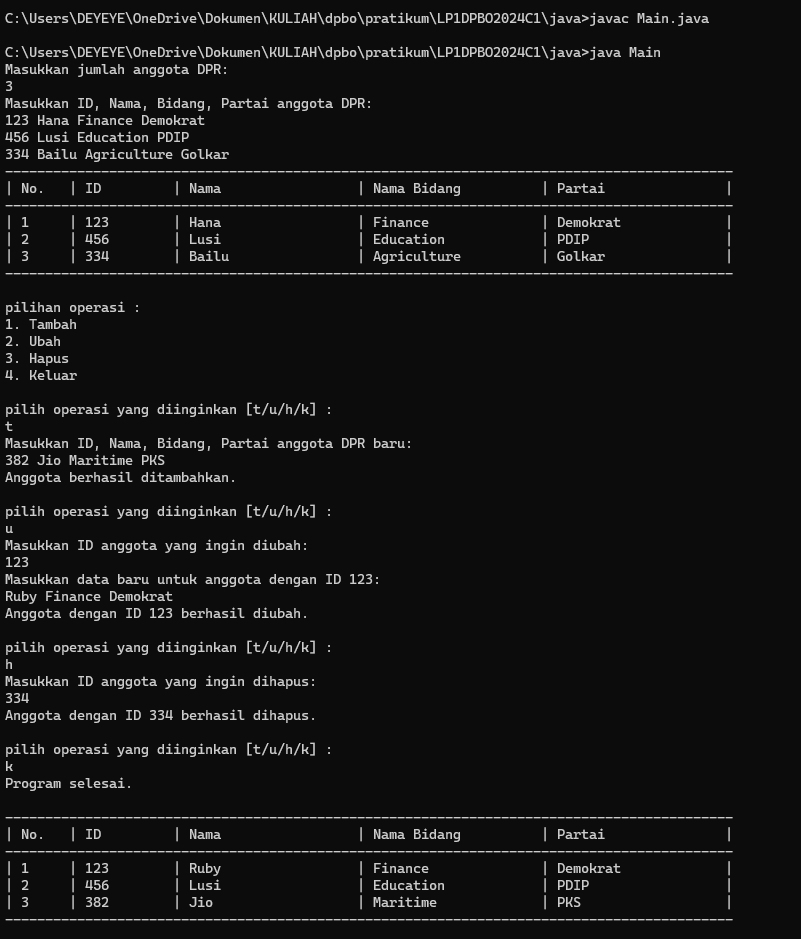 C:\Users\DEYEYE\OneDrive\Dokumen\KULIAH\dpbo\pratikum\LP1DPBO2024C1\java>javac Main.java
C:\Users\DEYEYE\OneDrive\Dokumen\KULIAH\dpbo\pratikum\LP1DPBO2024C1\java>java Main
Masukkan jumlah anggota DPR:
3
Masukkan ID, Nama, Bidang, Partai anggota DPR:
123 Hana Finance Demokrat
456 Lusi Education PDIP
334 Bailu Agriculture Golkar
| No. | ID | Nama | Nama Bidang | Partai |
| 1 | 123 | Hana | Finance | Demokrat |
| 2 | 456 | Lusi | Education | PDIP |
| 3 | 334 | Bailu | Agriculture | Golkar |
pilihan operasi :
1. Tambah
2. Ubah
3. Hapus
4. Keluar
pilih operasi yang diinginkan [t/u/h/k] :
t
Masukkan ID, Nama, Bidang, Partai anggota DPR baru:
382 Jio Maritime PKS
Anggota berhasil ditambahkan.
pilih operasi yang diinginkan [t/u/h/k] :
u
Masukkan ID anggota yang ingin diubah:
123
Masukkan data baru untuk anggota dengan ID 123:
Ruby Finance Demokrat
Anggota dengan ID 123 berhasil diubah.
pilih operasi yang diinginkan [t/u/h/k] :
h
Masukkan ID anggota yang ingin dihapus:
334
Anggota dengan ID 334 berhasil dihapus.
pilih operasi yang diinginkan [t/u/h/k] :
k
Program selesai.
| No. | ID | Nama | Nama Bidang | Partai |
| 1 | 123 | Ruby | Finance | Demokrat |
| 2 | 456 | Lusi | Education | PDIP |
| 3 | 382 | Jio | Maritime | PKS |